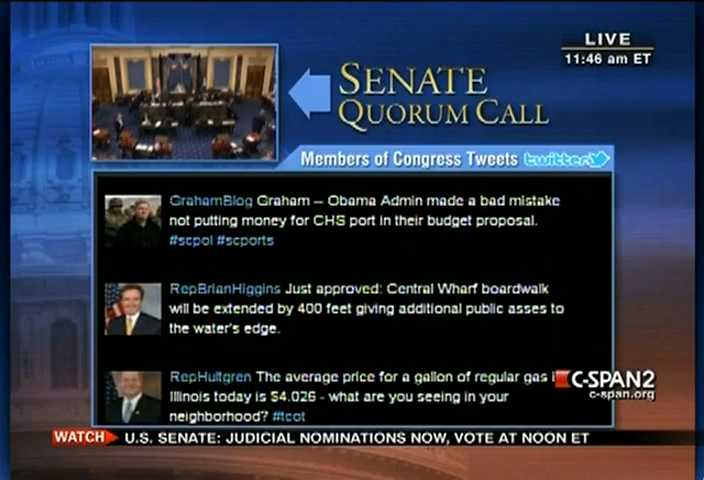 LIVE
11:46 am ET
SENATE
QUORUM CALL
Members of Congress Tweets twitter
GrahamBlog Graham -- Obama Admin made a bad mistake
not putting money for CHS port in their budget proposal.
#scpol #scports
RepBrianHiggins Just approved: Central Wharf boardwalk
will be extended by 400 feet giving additional public asses to
the water's edge.
RepHultgren The average price for a gallon of regular gas
Illinois today is $4.026 - what are you seeing in your
neighborhood? #tcot
C-SPAN2
c-span.org
WATCH U.S. SENATE: JUDICIAL NOMINATIONS NOW, VOTE AT NOON ET